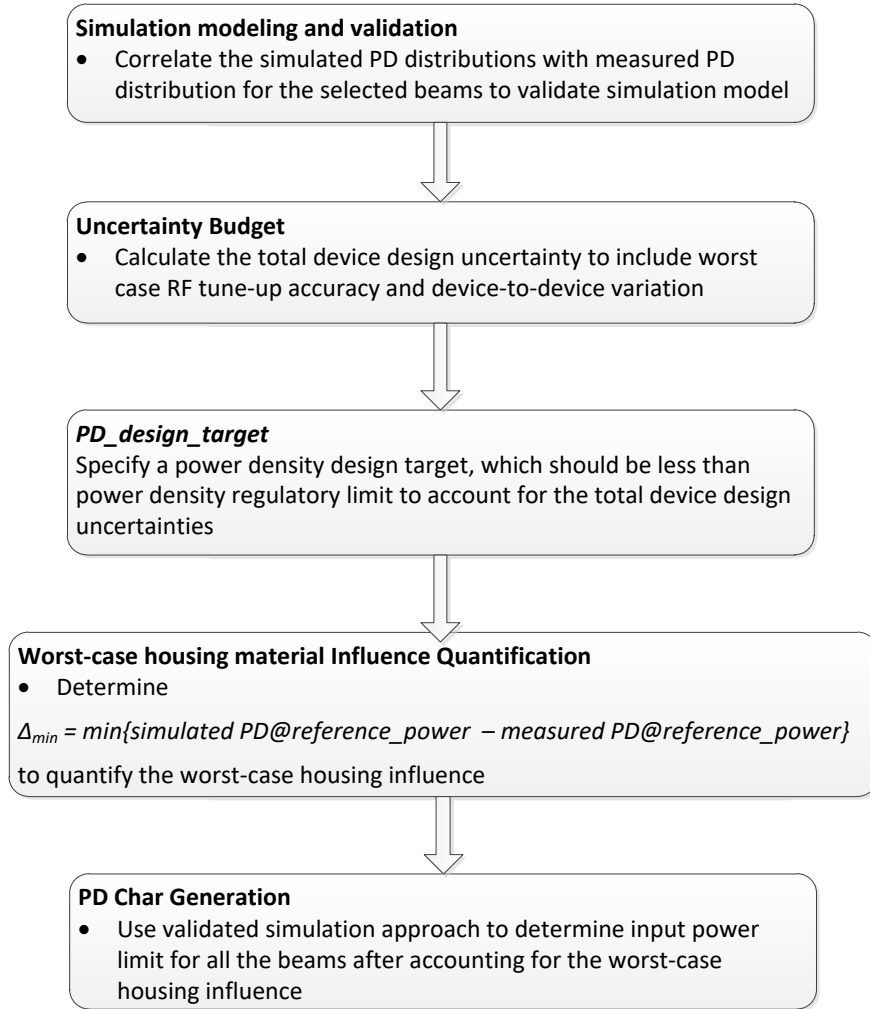 Simulation modeling and validation
• Correlate the simulated PD distributions with measured PD
distribution for the selected beams to validate simulation model
Uncertainty Budget
• Calculate the total device design uncertainty to include worst
case RF tune-up accuracy and device-to-device variation
PD_design_target
Specify a power density design target, which should be less than
power density regulatory limit to account for the total device design
uncertainties
Worst-case housing material Influence Quantification
• Determine
Δmin = min{simulated PD@reference_power – measured PD@reference_power}
to quantify the worst-case housing influence
PD Char Generation
• Use validated simulation approach to determine input power
limit for all the beams after accounting for the worst-case
housing influence